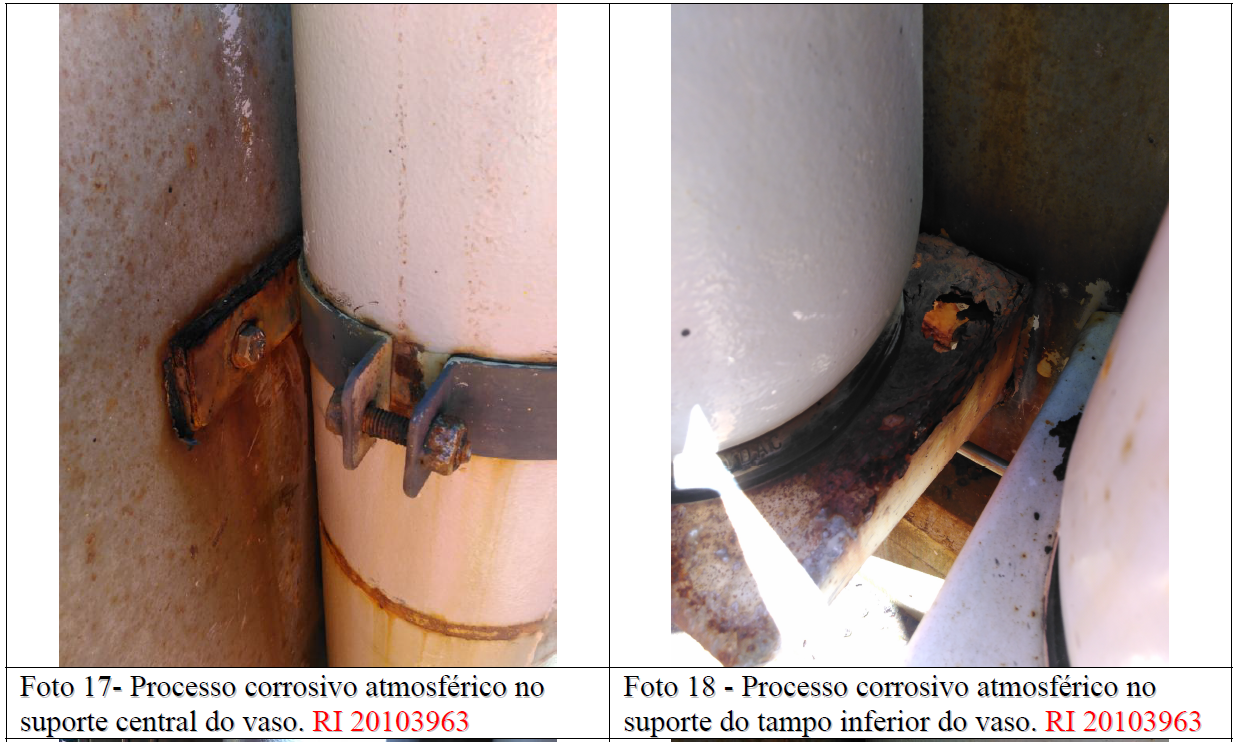 Foto 17- Processo corrosivo atmosférico no
suporte central do vaso. RI 20103963
Foto 18 - Processo corrosivo atmosférico no
suporte do tampo inferior do vaso. RI 20103963